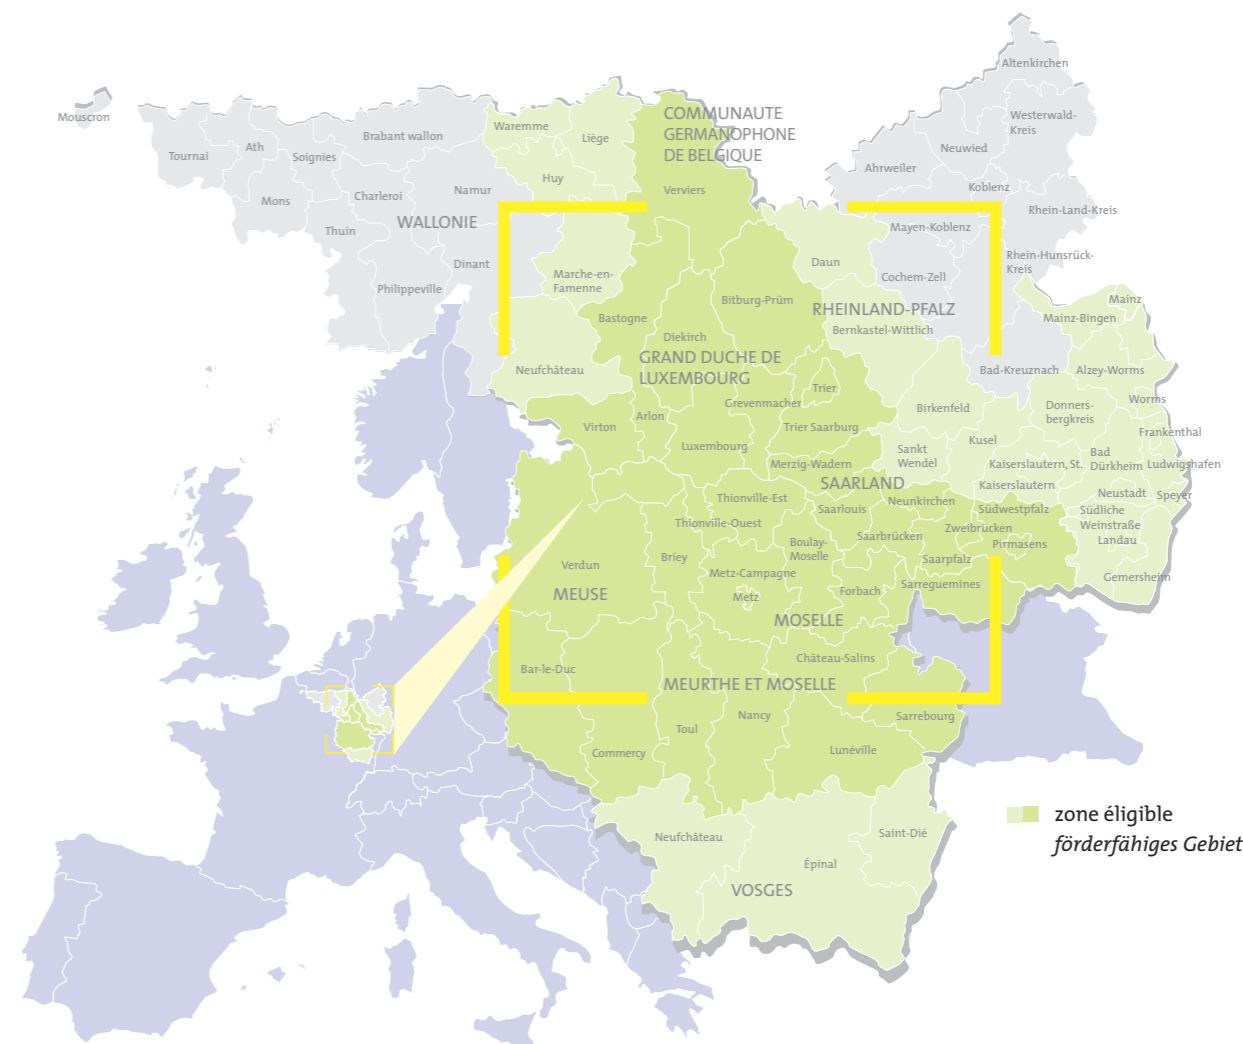 Altenkirchen
Mouscron
Westerwald-
Kreis
COMMUNAUTE
GERMANOPHONE
DE BELGIQUE
Waremme
Liège
Brabant wallon
Ath
Soignies
Tournai
Neuwied
Ahrweiler
Koblenz
Huy
Verviers
Namur
Charleroi
Mons
WALLONIE
Thuin
Rhein-Land-Kreis
Mayen-Koblenz
Rhein-Hunsrück-
Kreis
Dinant
Daun
Marche-en-
Famenne
Cochem-Zell
Philippeville
Bitburg-Prüm
Mainz
RHEINLAND-PFALZ
Mainz-Bingen
Bastogne
Bernkastel-Wittlich
Diekirch
GRAND DUCHE DE
LUXEMBOURG
Neufchâteau
Bad-Kreuznach
Alzey-Worms
Trier
Grevenmacher
Worms
Birkenfeld
Donners-
bergkreis
Arlon
Virton
Trier Saarburg
Frankenthal
Luxembourg
Kusel
Sankt
Wendel
Bad
Dürkheim
Merzig-Wadern
Kaiserslautern, St.
Ludwigshafen
SAARLAND
Kaiserslautern
Neustadt
Speyer
Thionville-Est
Neunkirchen
Saarlouis
Südwestpfalz
Südliche
Weinstraße
Landau
Thionville-Ouest
Zweibrücken
Saarbrücken
Pirmasens
Boulay-
Moselle
Briey
Verdun
Saarpfalz
Metz-Campagne
Gemersheim
Sarreguemines
Forbach
MEUSE
Metz
MOSELLE
Château-Salins
Bar-le-Duc
MEURTHE ET MOSELLE
Nancy
Sarrebourg
Toul
Commercy
Lunéville
zone éligible
förderfähiges Gebiet
Neufchâteau
Saint-Dié
Épinal
VOSGES